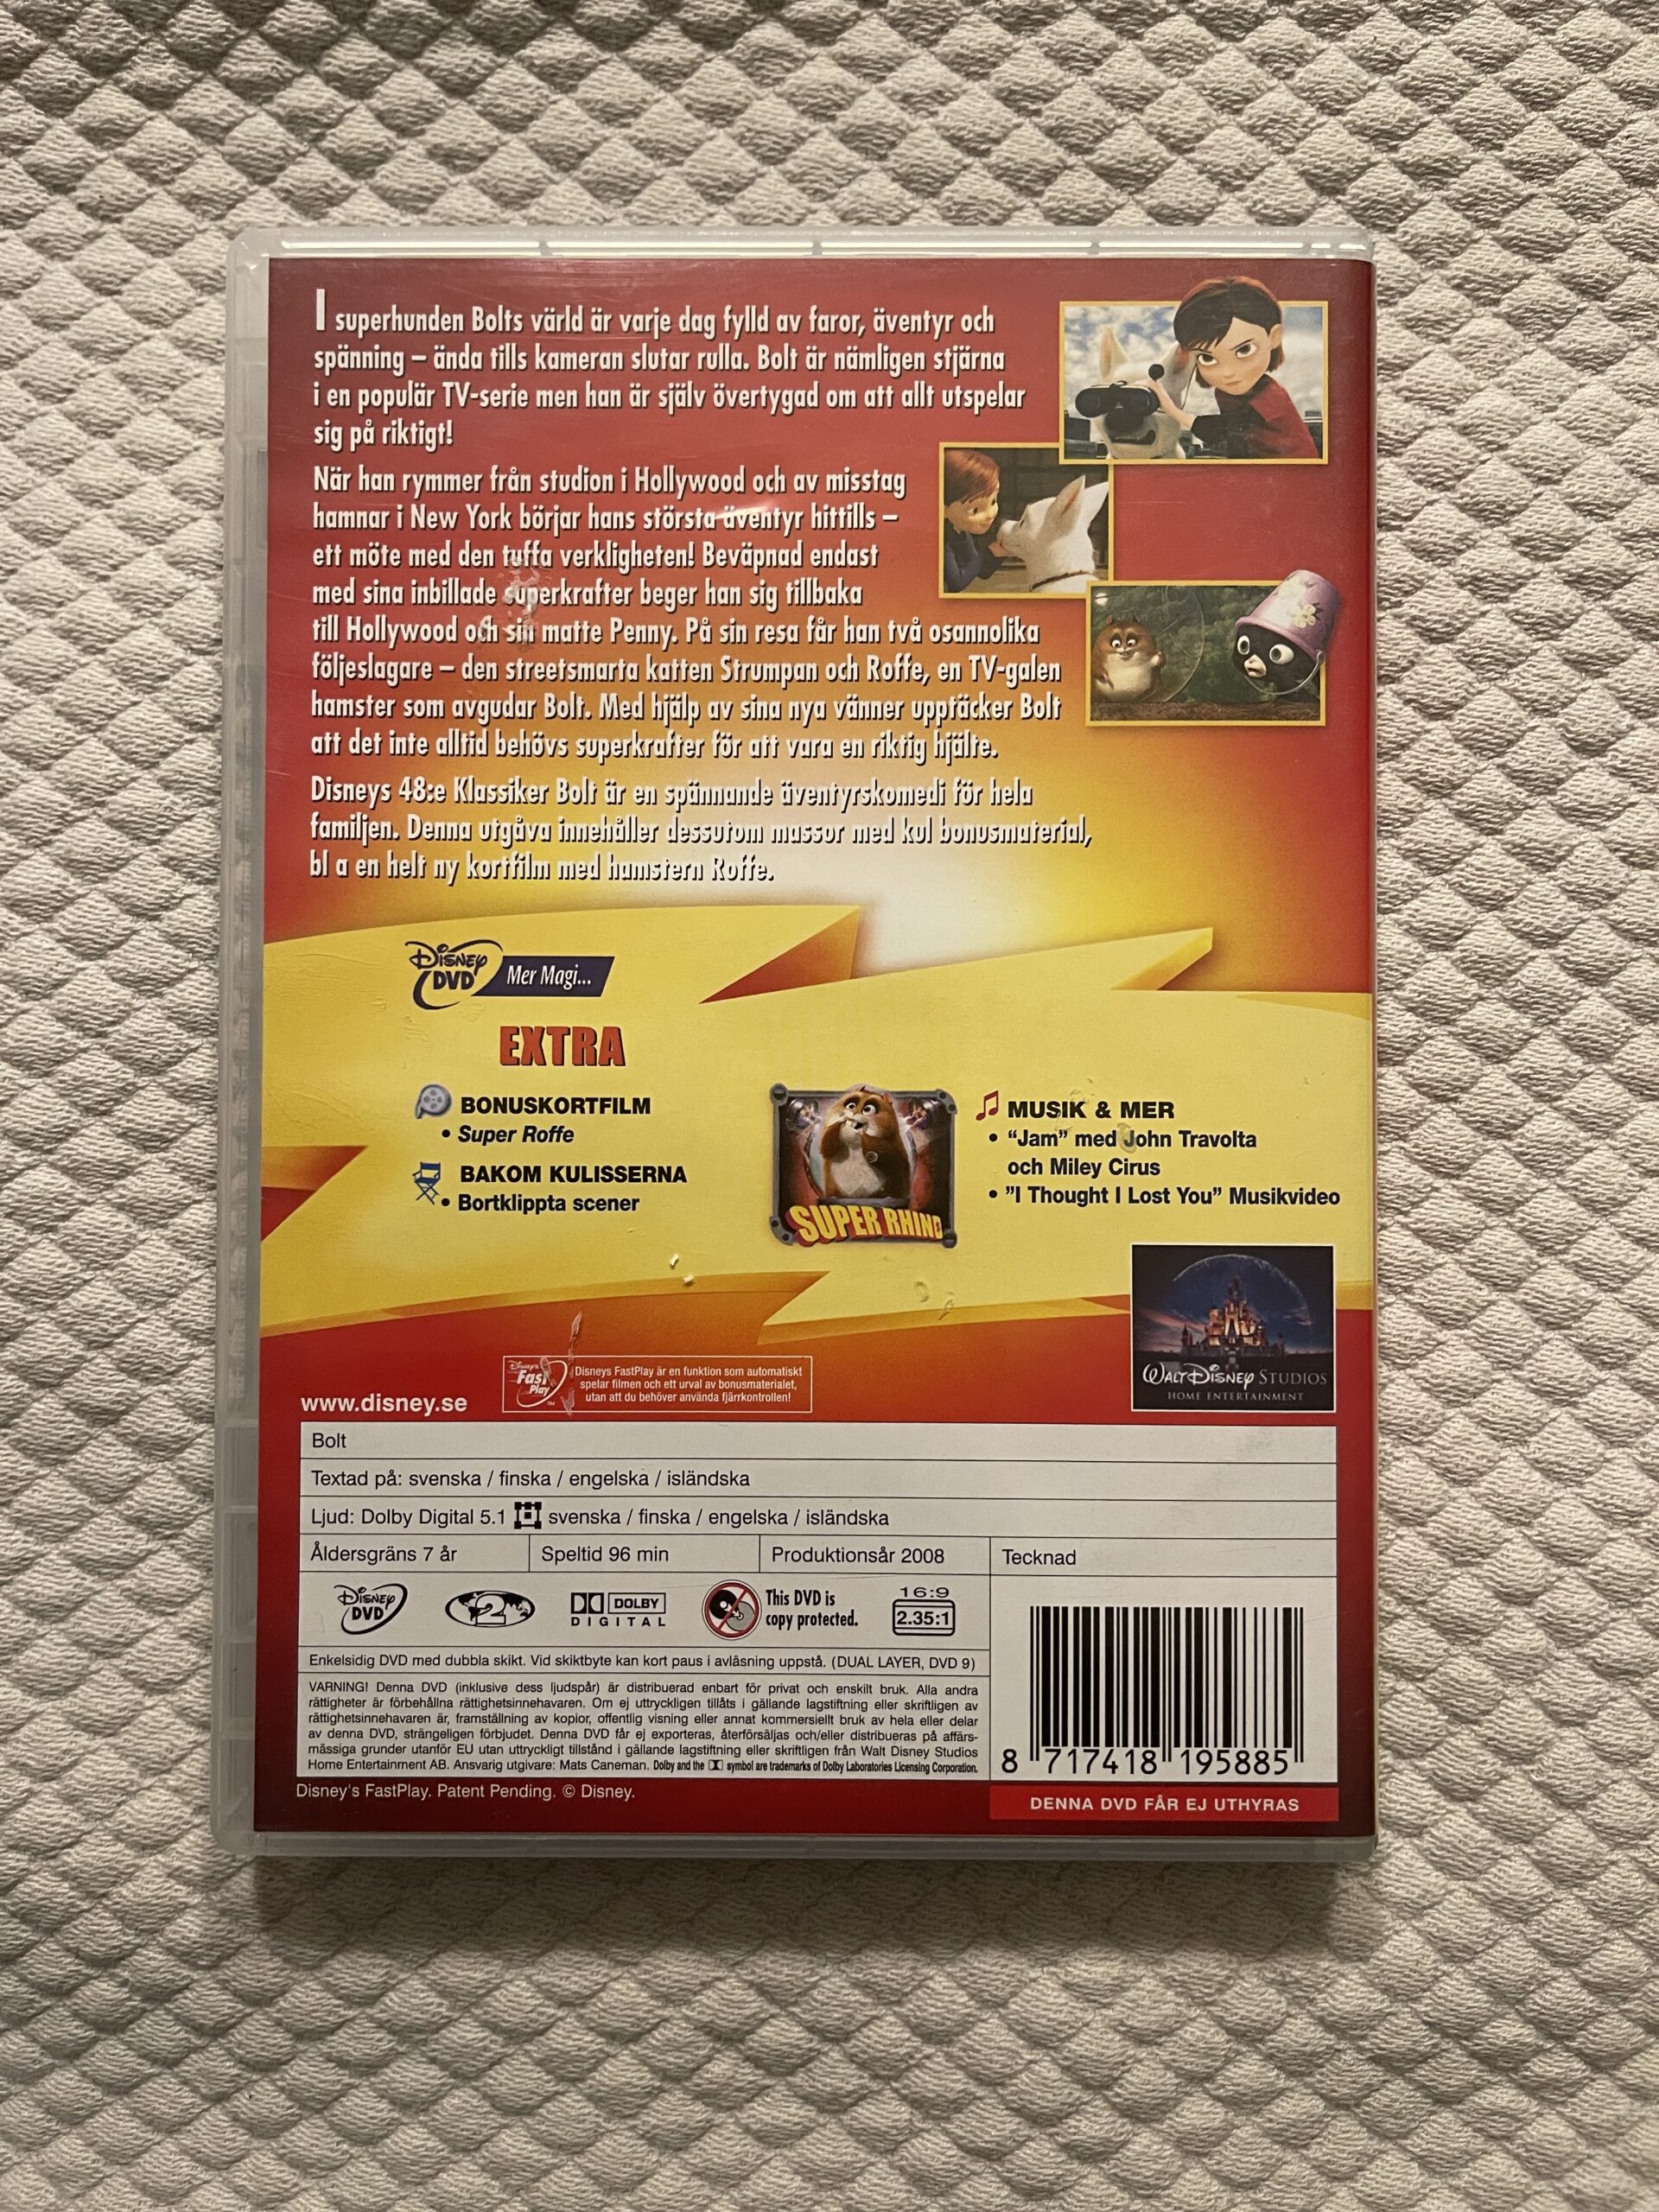 I superhunden Bolts värld är varje dag fylld av faror, äventyr och
spänning – ända tills kameran slutar rulla. Bolt är nämligen stjärna
i en populär TV-serie men han är själv övertygad om att allt utspelar
sig på riktigt!
När han rymmer från studion i Hollywood och av misstag
hamnar i New York börjar hans största äventyr hittills –
ett möte med den tuffa verkligheten! Beväpnad endast
med sina inbillade superkrafter beger han sig tillbaka
till Hollywood och sin matte Penny. På sin resa får han två osannolika
följeslagare – den streetsmarta katten Strumpan och Roffe, en TV-galen
hamster som avgudar Bolt. Med hjälp av sina nya vänner upptäcker Bolt
att det inte alltid behövs superkrafter för att vara en riktig hjälte.
Disneys 48:e Klassiker Bolt är en spännande äventyrskomedi för hela
familjen. Denna utgåva innehåller dessutom massor med kul bonusmaterial,
bl a en helt ny kortfilm med hamstern Roffe.
Disney DVD Mer Magi...
EXTRA
BONUSKORTFILM
• Super Roffe
BAKOM KULISSERNA
• Bortklippta scener
SUPER RHINO
MUSIK & MER
• “Jam” med John Travolta
och Miley Cirus
• ”I Thought I Lost You” Musikvideo
WALT DISNEY STUDIOS
HOME ENTERTAINMENT
www.disney.se
Disney's Fast Play™
Disneys FastPlay är en funktion som automatiskt
spelar filmen och ett urval av bonusmaterialet,
utan att du behöver använda fjärrkontrollen!
Bolt
Textad på: svenska / finska / engelska / isländska
Ljud: Dolby Digital 5.1 svenska / finska / engelska / isländska
Åldersgräns 7 år Speltid 96 min Produktionsår 2008 Tecknad
Disney DVD 2 DOLBY DIGITAL This DVD is copy protected. 16:9 2.35:1
Enkelsidig DVD med dubbla skikt. Vid skiktbyte kan kort paus i avläsning uppstå. (DUAL LAYER, DVD 9)
VARNING! Denna DVD (inklusive dess ljudspår) är distribuerad enbart för privat och enskilt bruk. Alla andra
rättigheter är förbehållna rättighetsinnehavaren. Om ej uttryckligen tillåts i gällande lagstiftning eller skriftligen av
rättighetsinnehavaren är, framställning av kopior, offentlig visning eller annat kommersiellt bruk av hela eller delar
av denna DVD, strängeligen förbjudet. Denna DVD får ej exporteras, återförsäljas och/eller distribueras på affärs-
mässiga grunder utanför EU utan uttryckligt tillstånd i gällande lagstiftning eller skriftligen från Walt Disney Studios
Home Entertainment AB. Ansvarig utgivare: Mats Caneman. Dolby and the symbol are trademarks of Dolby Laboratories Licensing Corporation.
8 717418 195885
Disney's FastPlay. Patent Pending. © Disney.
DENNA DVD FÅR EJ UTHYRAS